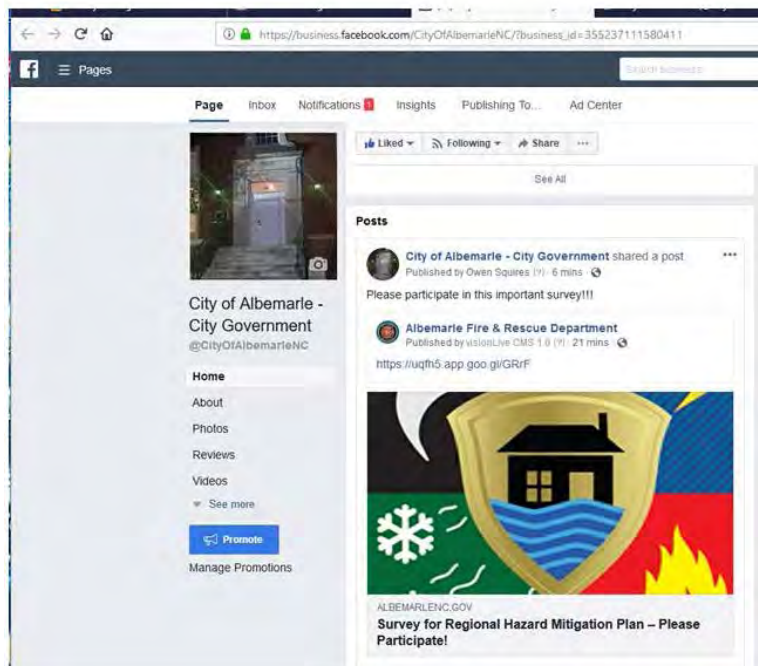 https://business.facebook.com/CityOfAlbemarleNC/?business_id=355237111580411
f
Pages
Search business
Page Inbox Notifications 1 Insights Publishing To... Ad Center
Liked Following Share ...
See All
Posts
City of Albemarle - City Government shared a post ...
Published by Owen Squires (?) · 6 mins ·
Please participate in this important survey!!!
Albemarle Fire & Rescue Department
Published by visionLive CMS 1.0 (?) · 21 mins ·
https://uqfh5.app.goo.gl/GRrF
City of Albemarle -
City Government
@CityOfAlbemarleNC
Home
About
Photos
Reviews
Videos
See more
Promote
Manage Promotions
ALBEMARLENC.GOV
Survey for Regional Hazard Mitigation Plan – Please
Participate!